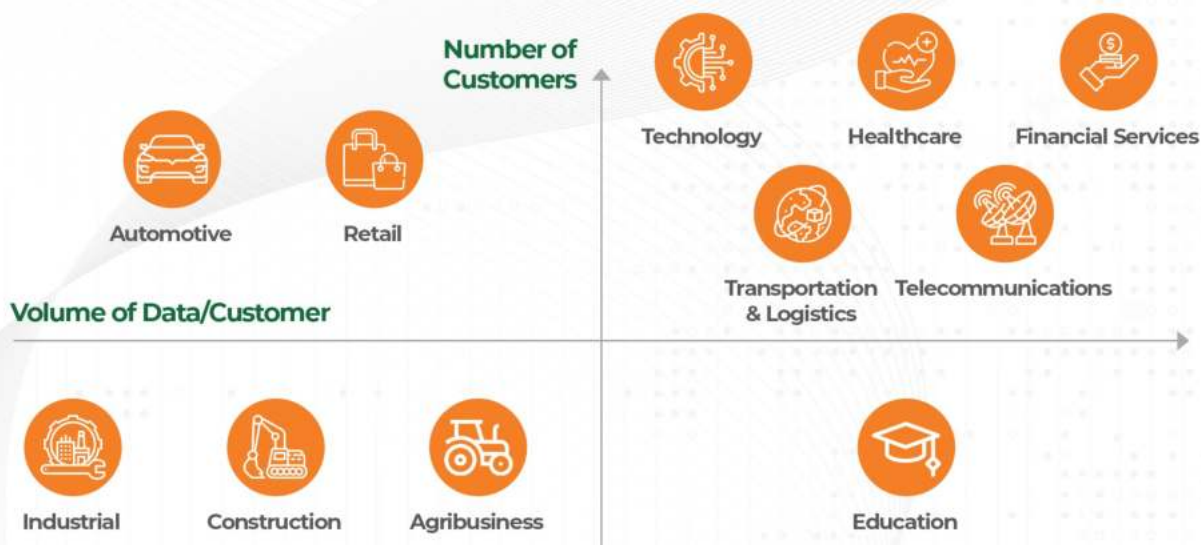 Number of
Customers
Technology
Healthcare
Financial Services
Automotive
Retail
Transportation
& Logistics
Telecommunications
Volume of Data/Customer
Industrial
Construction
Agribusiness
Education